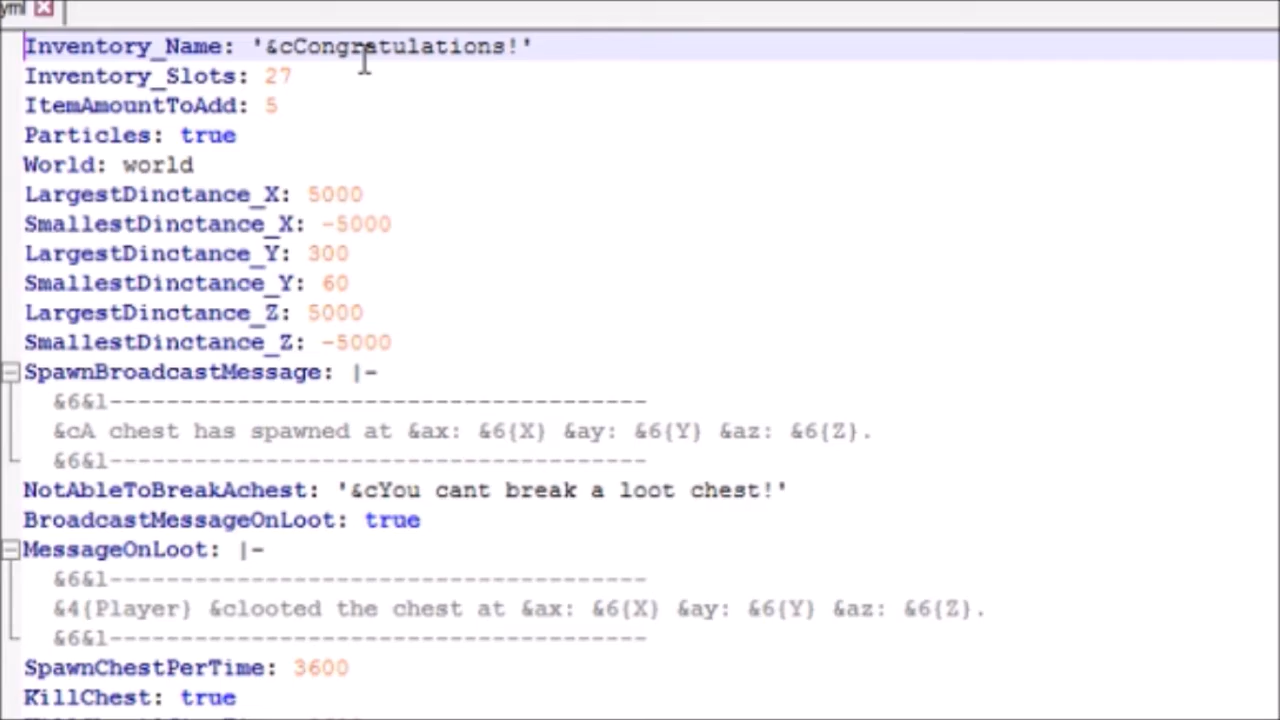 yml
Inventory_Name: '&cCongratulations!'
Inventory_Slots: 27
ItemAmountToAdd: 5
Particles: true
World: world
LargestDinctance_X: 5000
SmallestDinctance_X: -5000
LargestDinctance_Y: 300
SmallestDinctance_Y: 60
LargestDinctance_Z: 5000
SmallestDinctance_Z: -5000
SpawnBroadcastMessage: |-
&6&l--------------------------------------
&cA chest has spawned at &ax: &6{X} &ay: &6{Y} &az: &6{Z}.
&6&l--------------------------------------
NotAbleToBreakAchest: '&cYou cant break a loot chest!'
BroadcastMessageOnLoot: true
MessageOnLoot: |-
&6&l--------------------------------------
&4{Player} &clooted the chest at &ax: &6{X} &ay: &6{Y} &az: &6{Z}.
&6&l--------------------------------------
SpawnChestPerTime: 3600
KillChest: true